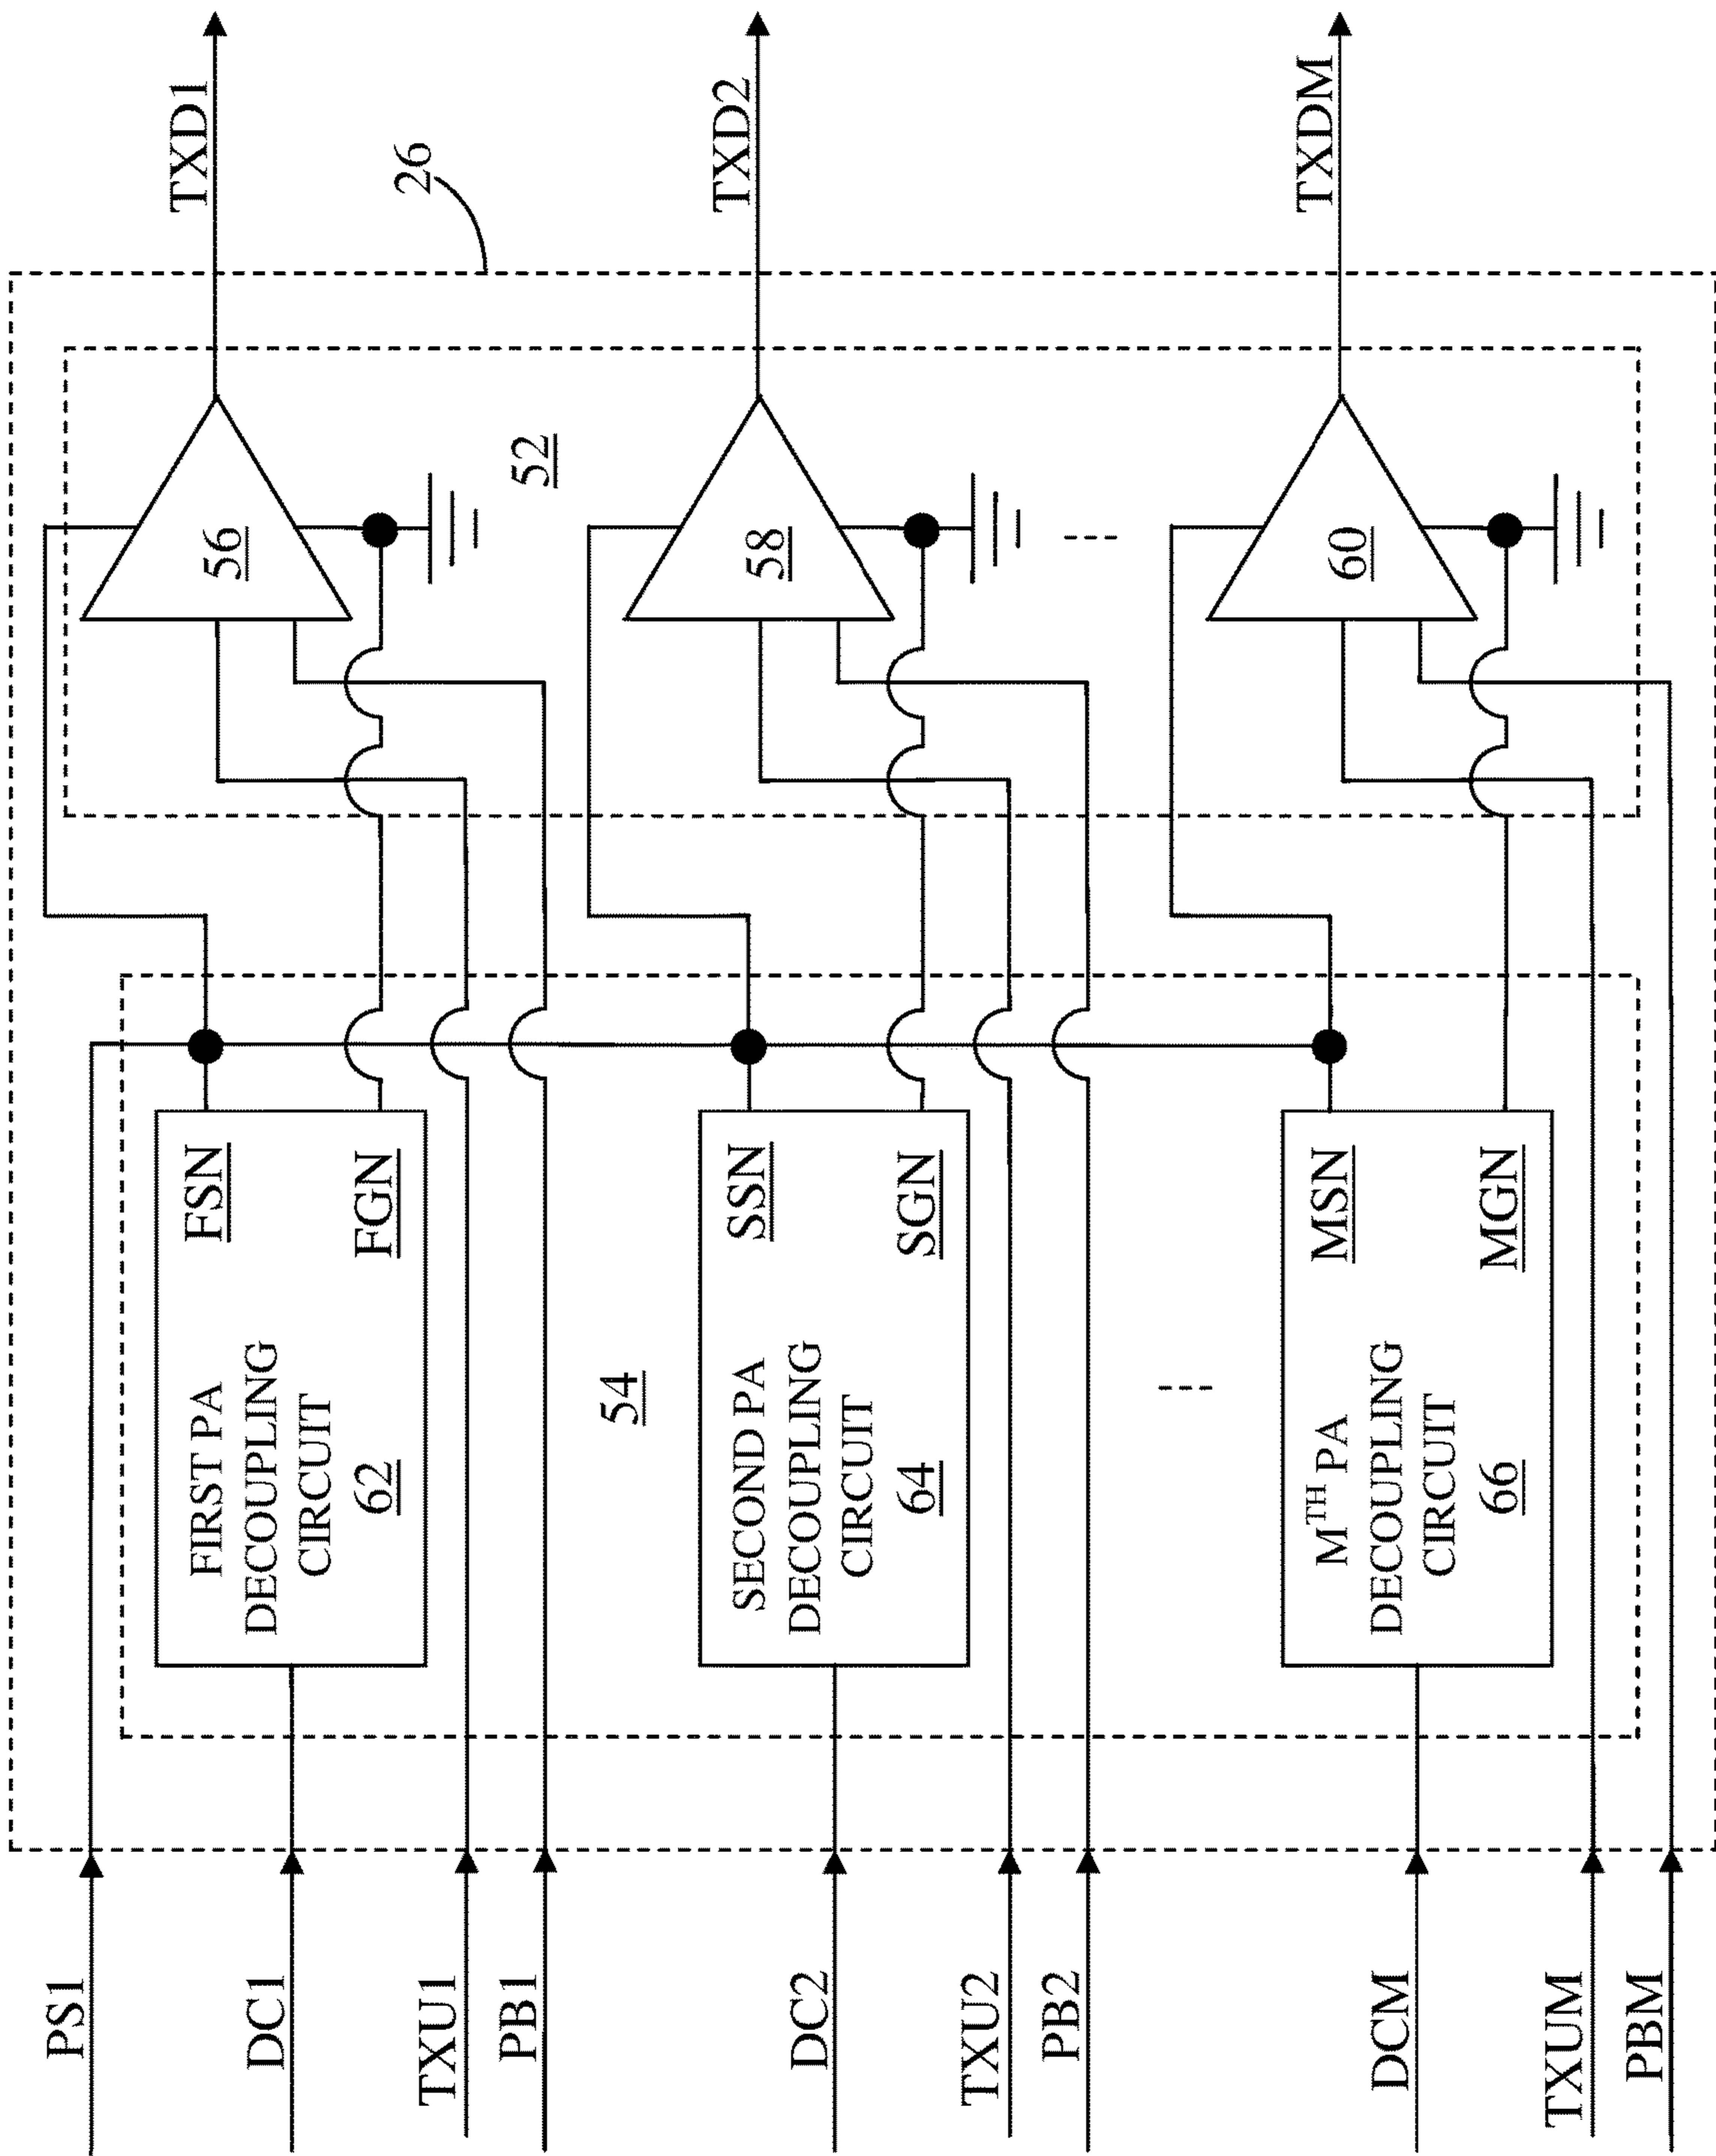 PS1
DC1
TXU1
PB1
DC2
TXU2
PB2
DCM
TXUM
PBM
FIRST PA
DECOUPLING
CIRCUIT
62
FSN
FGN
54
SECOND PA
DECOUPLING
CIRCUIT
64
SSN
SGN
MTH PA
DECOUPLING
CIRCUIT
66
MSN
MGN
56
52
58
60
26
TXD1
TXD2
TXDM